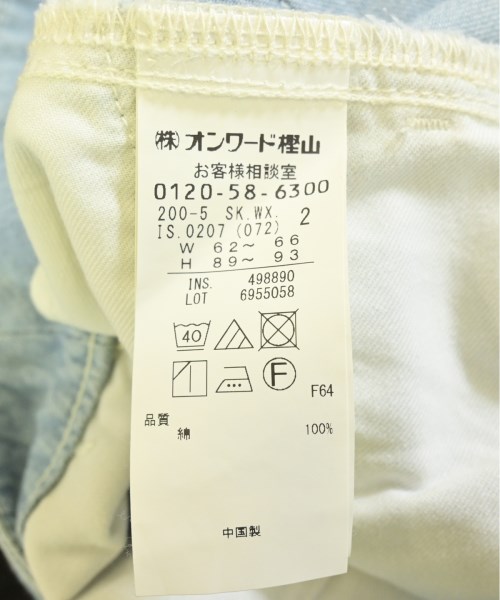 (株)オンワード樫山
お客様相談室
0120-58-6300
200-5 SK.WX. 2
IS.0207 (072)
W 62～ 66
H 89～ 93
INS. 498890
LOT 6955058
40
F
F64
品質
綿 100%
中国製